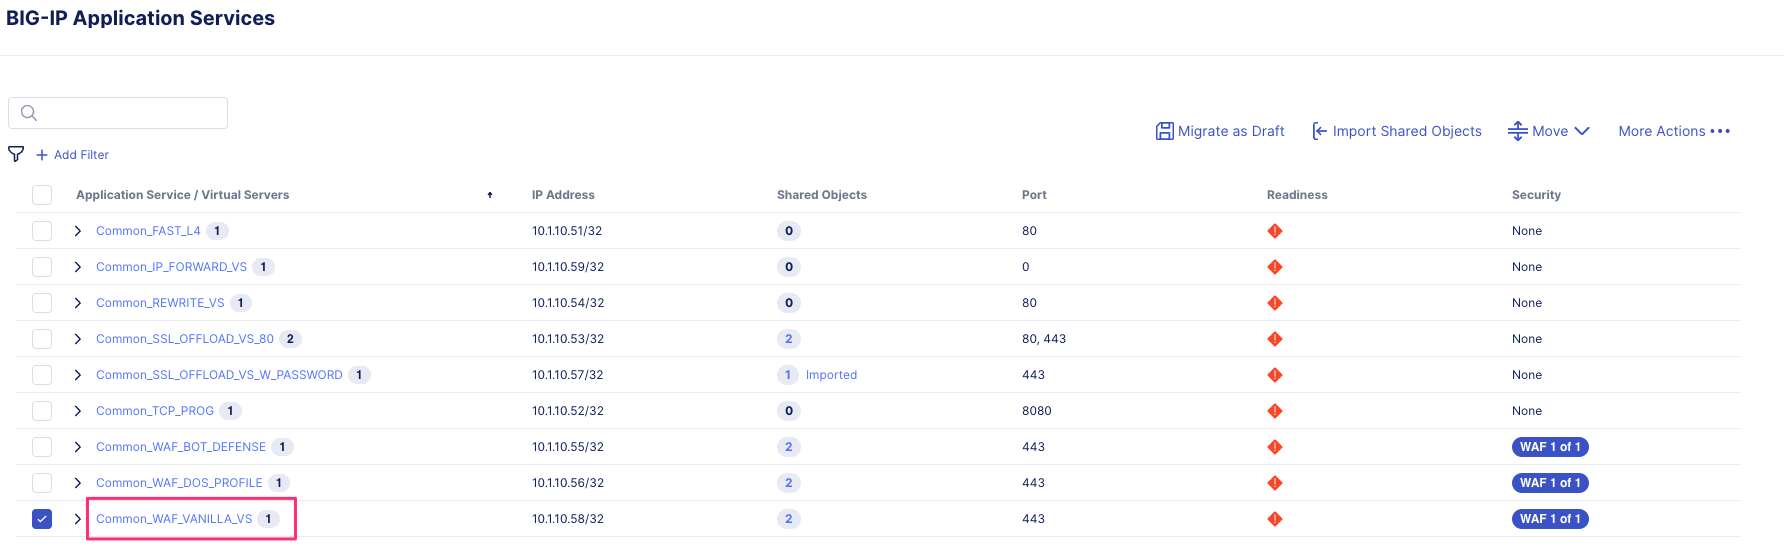 BIG-IP Application Services
Migrate as Draft Import Shared Objects Move More Actions
Add Filter
Application Service / Virtual Servers IP Address Shared Objects Port Readiness Security
Common_FAST_L4 1 10.1.10.51/32 0 80 None
Common_IP_FORWARD_VS 1 10.1.10.59/32 0 0 None
Common_REWRITE_VS 1 10.1.10.54/32 0 80 None
Common_SSL_OFFLOAD_VS_80 2 10.1.10.53/32 2 80, 443 None
Common_SSL_OFFLOAD_VS_W_PASSWORD 1 10.1.10.57/32 1 Imported 443 None
Common_TCP_PROG 1 10.1.10.52/32 0 8080 None
Common_WAF_BOT_DEFENSE 1 10.1.10.55/32 2 443 WAF 1 of 1
Common_WAF_DOS_PROFILE 1 10.1.10.56/32 2 443 WAF 1 of 1
Common_WAF_VANILLA_VS 1 10.1.10.58/32 2 443 WAF 1 of 1